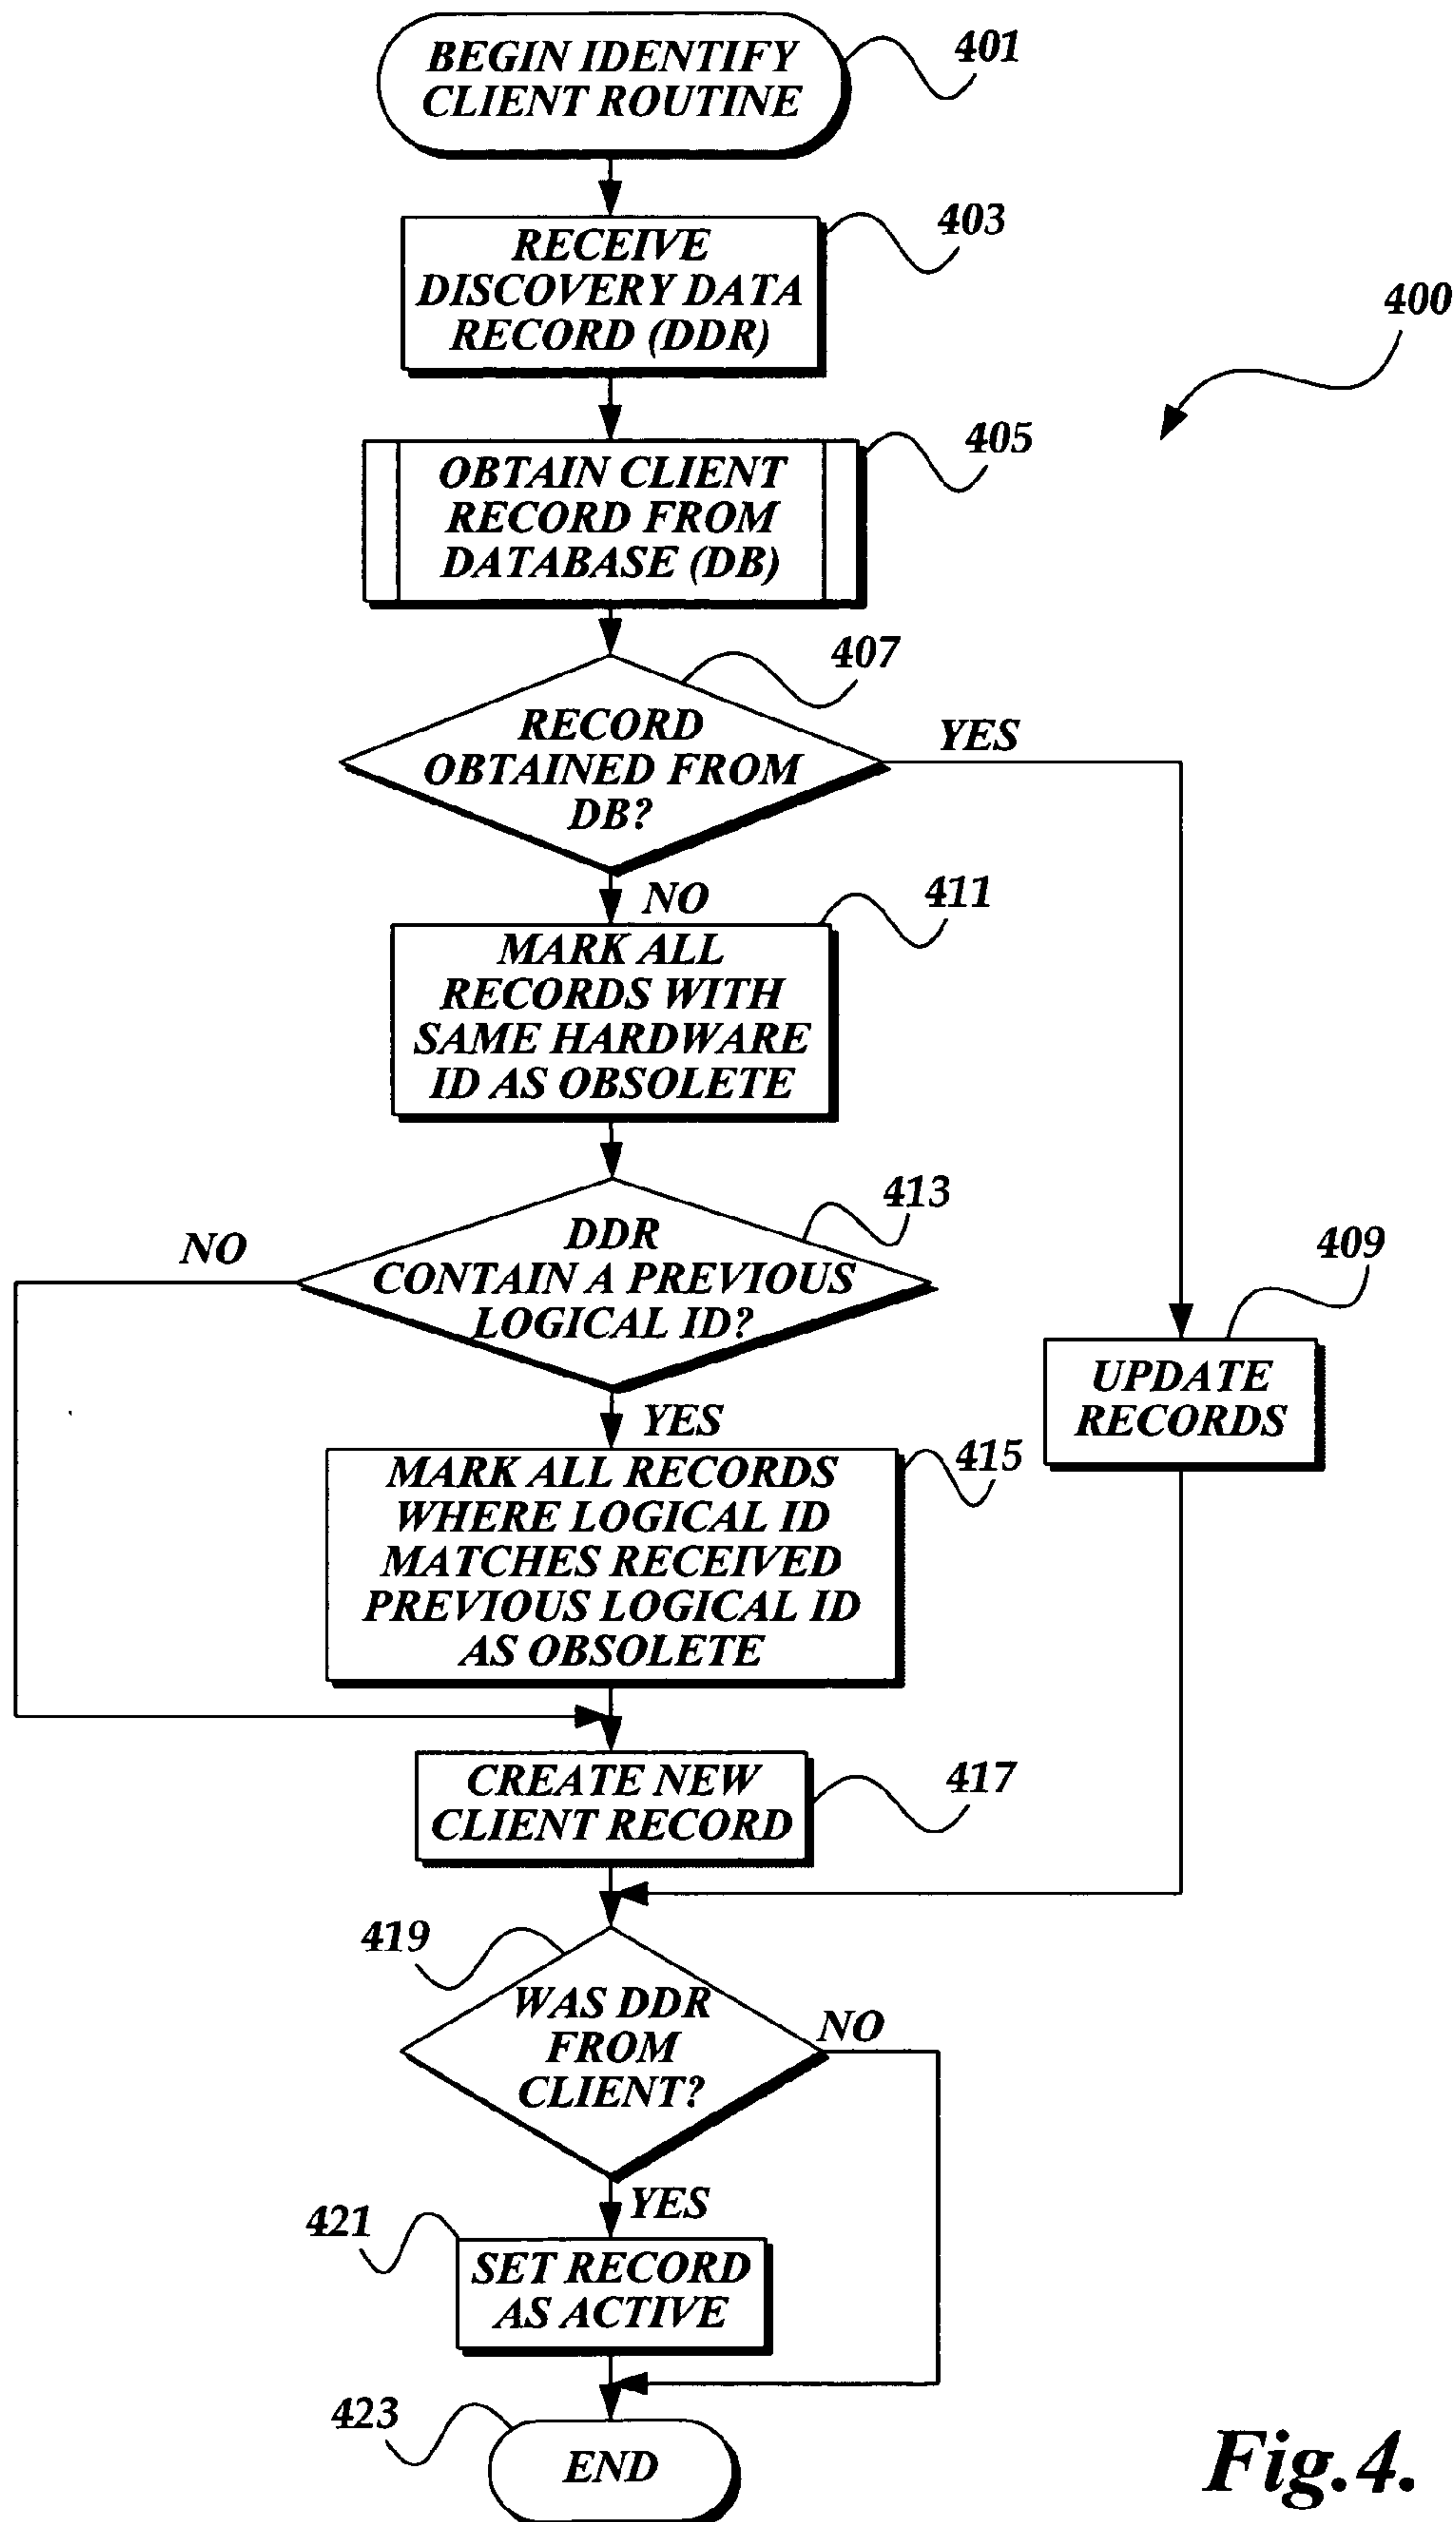 BEGIN IDENTIFY
CLIENT ROUTINE
401
RECEIVE
DISCOVERY DATA
RECORD (DDR)
403
400
OBTAIN CLIENT
RECORD FROM
DATABASE (DB)
405
RECORD
OBTAINED FROM
DB?
407
YES
NO
MARK ALL
RECORDS WITH
SAME HARDWARE
ID AS OBSOLETE
411
DDR
CONTAIN A PREVIOUS
LOGICAL ID?
413
NO
YES
UPDATE
RECORDS
409
MARK ALL RECORDS
WHERE LOGICAL ID
MATCHES RECEIVED
PREVIOUS LOGICAL ID
AS OBSOLETE
415
CREATE NEW
CLIENT RECORD
417
419
WAS DDR
FROM
CLIENT?
NO
YES
421
SET RECORD
AS ACTIVE
423
END
Fig.4.